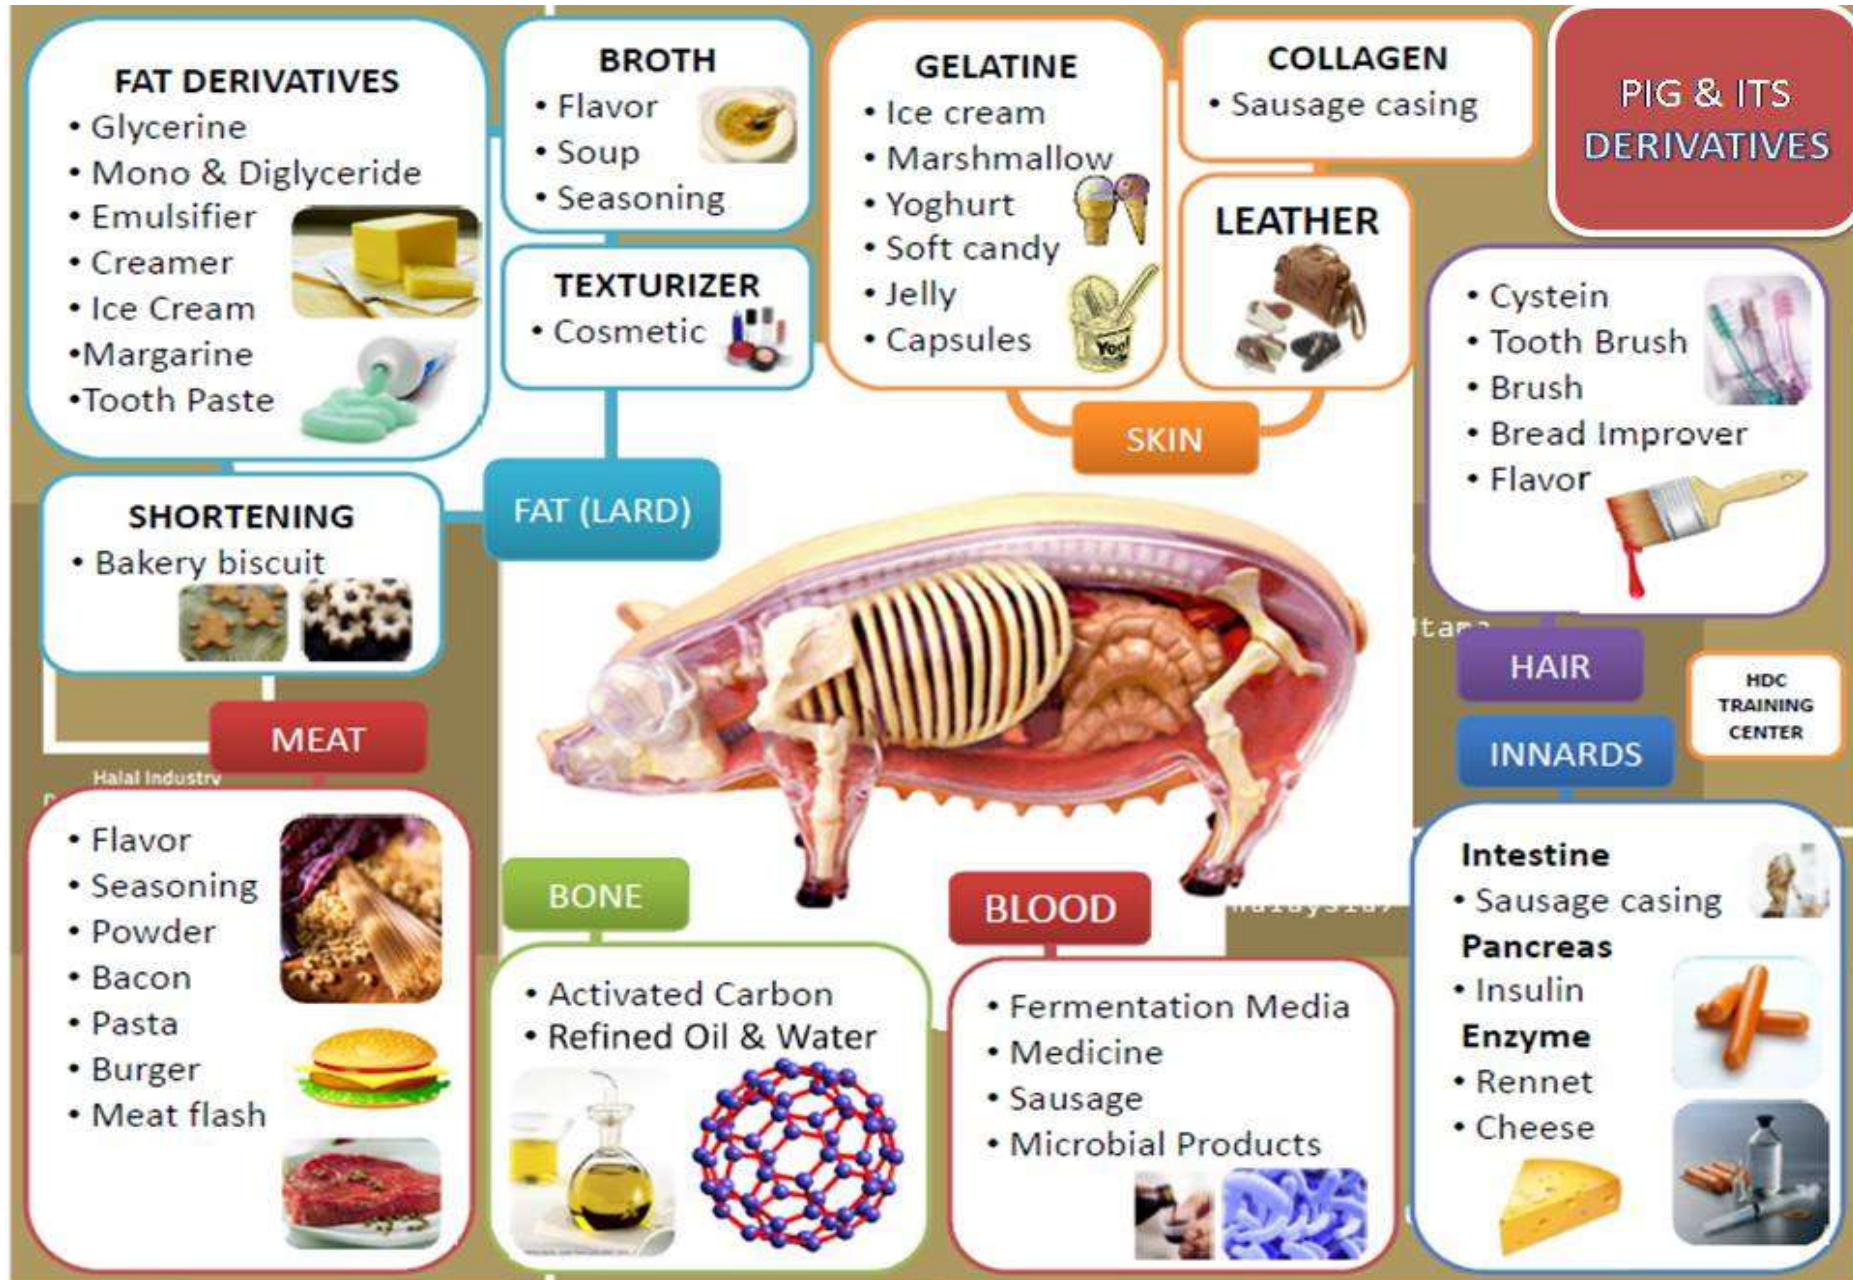 FAT DERIVATIVES
• Glycerine
• Mono & Diglyceride
• Emulsifier
• Creamer
• Ice Cream
•Margarine
•Tooth Paste
BROTH
• Flavor
• Soup
• Seasoning
TEXTURIZER
• Cosmetic
GELATINE
• Ice cream
• Marshmallow
• Yoghurt
• Soft candy
• Jelly
• Capsules
COLLAGEN
• Sausage casing
LEATHER
PIG & ITS
DERIVATIVES
SKIN
FAT (LARD)
SHORTENING
• Bakery biscuit
• Cystein
• Tooth Brush
• Brush
• Bread Improver
• Flavor
HAIR
HDC
TRAINING
CENTER
INNARDS
MEAT
Halal Industry
• Flavor
• Seasoning
• Powder
• Bacon
• Pasta
• Burger
• Meat flash
BONE
• Activated Carbon
• Refined Oil & Water
BLOOD
• Fermentation Media
• Medicine
• Sausage
• Microbial Products
Intestine
• Sausage casing
Pancreas
• Insulin
Enzyme
• Rennet
• Cheese